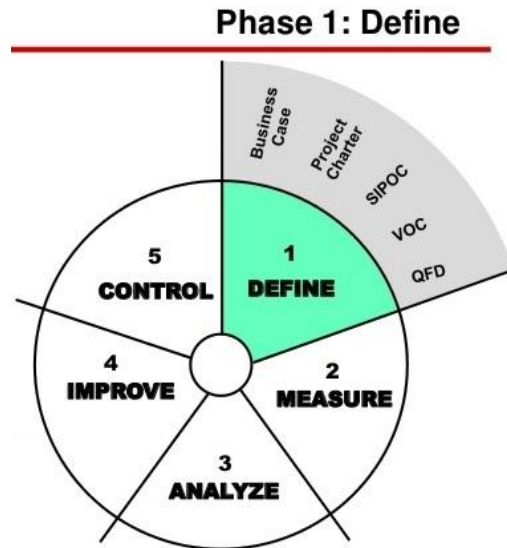 Phase 1: Define
Business
Case
Project
Charter
SIPOC
VOC
QFD
1
DEFINE
2
MEASURE
3
ANALYZE
4
IMPROVE
5
CONTROL